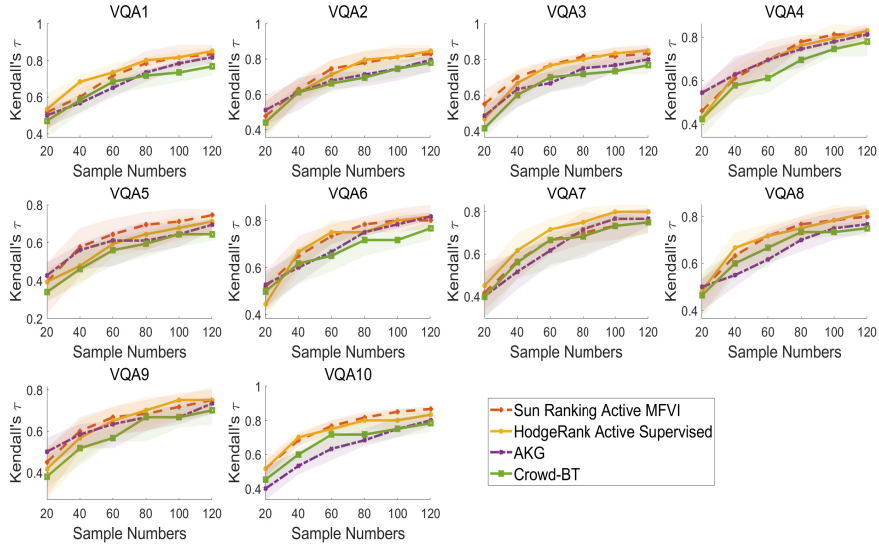 VQA1
VQA2
VQA3
VQA4
1
0.8
0.6
0.4
Kendall's τ
20 40 60 80 100 120
Sample Numbers
1
0.8
0.6
0.4
Kendall's τ
20 40 60 80 100 120
Sample Numbers
1
0.8
0.6
0.4
Kendall's τ
20 40 60 80 100 120
Sample Numbers
0.8
0.6
0.4
Kendall's τ
20 40 60 80 100 120
Sample Numbers
VQA5
VQA6
VQA7
VQA8
0.8
0.6
0.4
0.2
Kendall's τ
20 40 60 80 100 120
Sample Numbers
0.8
0.6
0.4
Kendall's τ
20 40 60 80 100 120
Sample Numbers
0.8
0.6
0.4
Kendall's τ
20 40 60 80 100 120
Sample Numbers
0.8
0.6
0.4
Kendall's τ
20 40 60 80 100 120
Sample Numbers
VQA9
VQA10
0.8
0.6
0.4
Kendall's τ
20 40 60 80 100 120
Sample Numbers
1
0.8
0.6
0.4
Kendall's τ
20 40 60 80 100 120
Sample Numbers
Sun Ranking Active MFVI
HodgeRank Active Supervised
AKG
Crowd-BT